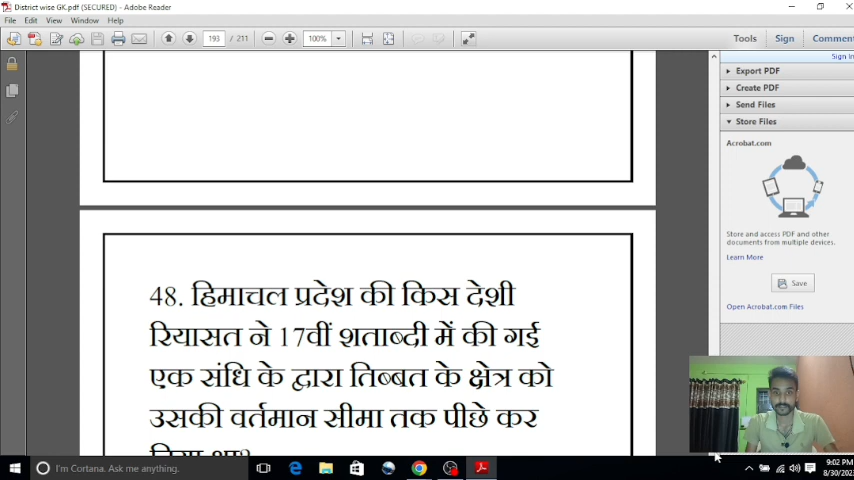 District wise GK.pdf (SECURED) - Adobe Reader
File Edit View Window Help
193 / 211 100% Tools Sign Comment
Sign In
Export PDF
Create PDF
Send Files
Store Files
Acrobat.com
Store and access PDF and other
documents from multiple devices.
Learn More
Save
Open Acrobat.com Files
48. हिमाचल प्रदेश की किस देशी
रियासत ने 17वीं शताब्दी में की गई
एक संधि के द्वारा तिब्बत के क्षेत्र को
उसकी वर्तमान सीमा तक पीछे कर
I'm Cortana. Ask me anything.
9:02 PM